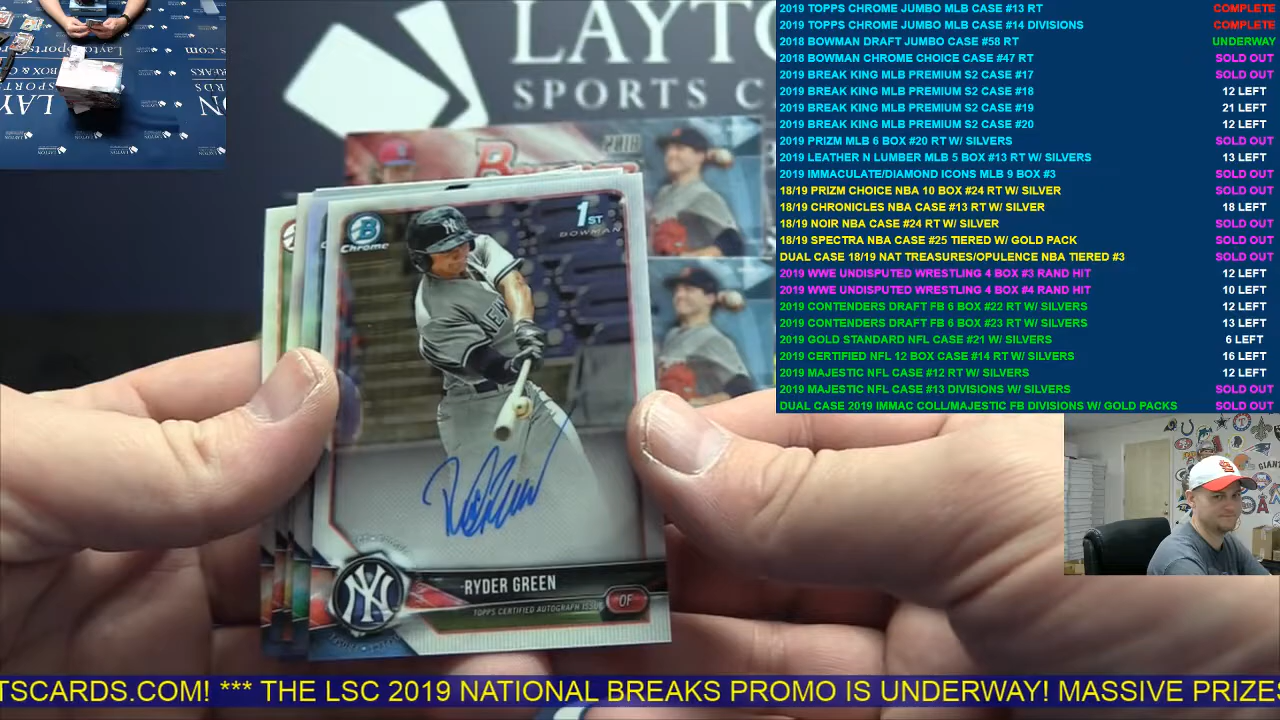 LAYTON
SPORTS C
2018
B
Chrome
1ST
BOWMAN
NEW
RYDER GREEN
TOPPS CERTIFIED AUTOGRAPH ISSUE
OF
NY
2019 TOPPS CHROME JUMBO MLB CASE #13 RT COMPLETE
2019 TOPPS CHROME JUMBO MLB CASE #14 DIVISIONS COMPLETE
2018 BOWMAN DRAFT JUMBO CASE #58 RT UNDERWAY
2018 BOWMAN CHROME CHOICE CASE #47 RT SOLD OUT
2019 BREAK KING MLB PREMIUM S2 CASE #17 SOLD OUT
2019 BREAK KING MLB PREMIUM S2 CASE #18 12 LEFT
2019 BREAK KING MLB PREMIUM S2 CASE #19 21 LEFT
2019 BREAK KING MLB PREMIUM S2 CASE #20 12 LEFT
2019 PRIZM MLB 6 BOX #20 RT W/ SILVERS SOLD OUT
2019 LEATHER N LUMBER MLB 5 BOX #13 RT W/ SILVERS 13 LEFT
2019 IMMACULATE/DIAMOND ICONS MLB 9 BOX #3 SOLD OUT
18/19 PRIZM CHOICE NBA 10 BOX #24 RT W/ SILVER SOLD OUT
18/19 CHRONICLES NBA CASE #13 RT W/ SILVER 18 LEFT
18/19 NOIR NBA CASE #24 RT W/ SILVER SOLD OUT
18/19 SPECTRA NBA CASE #25 TIERED W/ GOLD PACK SOLD OUT
DUAL CASE 18/19 NAT TREASURES/OPULENCE NBA TIERED #3 SOLD OUT
2019 WWE UNDISPUTED WRESTLING 4 BOX #3 RAND HIT 12 LEFT
2019 WWE UNDISPUTED WRESTLING 4 BOX #4 RAND HIT 10 LEFT
2019 CONTENDERS DRAFT FB 6 BOX #22 RT W/ SILVERS 12 LEFT
2019 CONTENDERS DRAFT FB 6 BOX #23 RT W/ SILVERS 13 LEFT
2019 GOLD STANDARD NFL CASE #21 W/ SILVERS 6 LEFT
2019 CERTIFIED NFL 12 BOX CASE #14 RT W/ SILVERS 16 LEFT
2019 MAJESTIC NFL CASE #12 RT W/ SILVERS 12 LEFT
2019 MAJESTIC NFL CASE #13 DIVISIONS W/ SILVERS SOLD OUT
DUAL CASE 2019 IMMAC COLL/MAJESTIC FB DIVISIONS W/ GOLD PACKS SOLD OUT
TSCARDS.COM! *** THE LSC 2019 NATIONAL BREAKS PROMO IS UNDERWAY! MASSIVE PRIZES